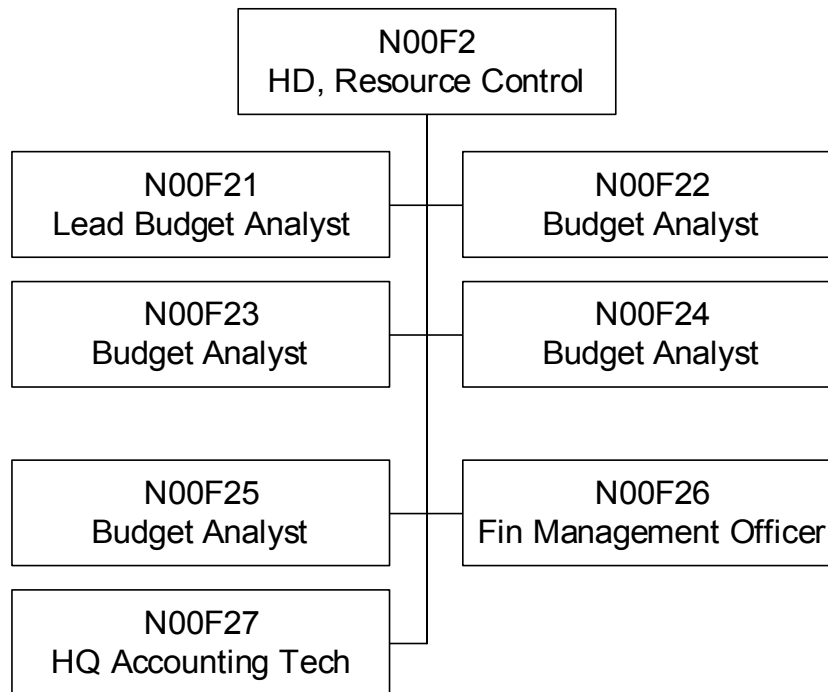 N00F2
HD, Resource Control
N00F21
Lead Budget Analyst
N00F22
Budget Analyst
N00F23
Budget Analyst
N00F24
Budget Analyst
N00F25
Budget Analyst
N00F26
Fin Management Officer
N00F27
HQ Accounting Tech